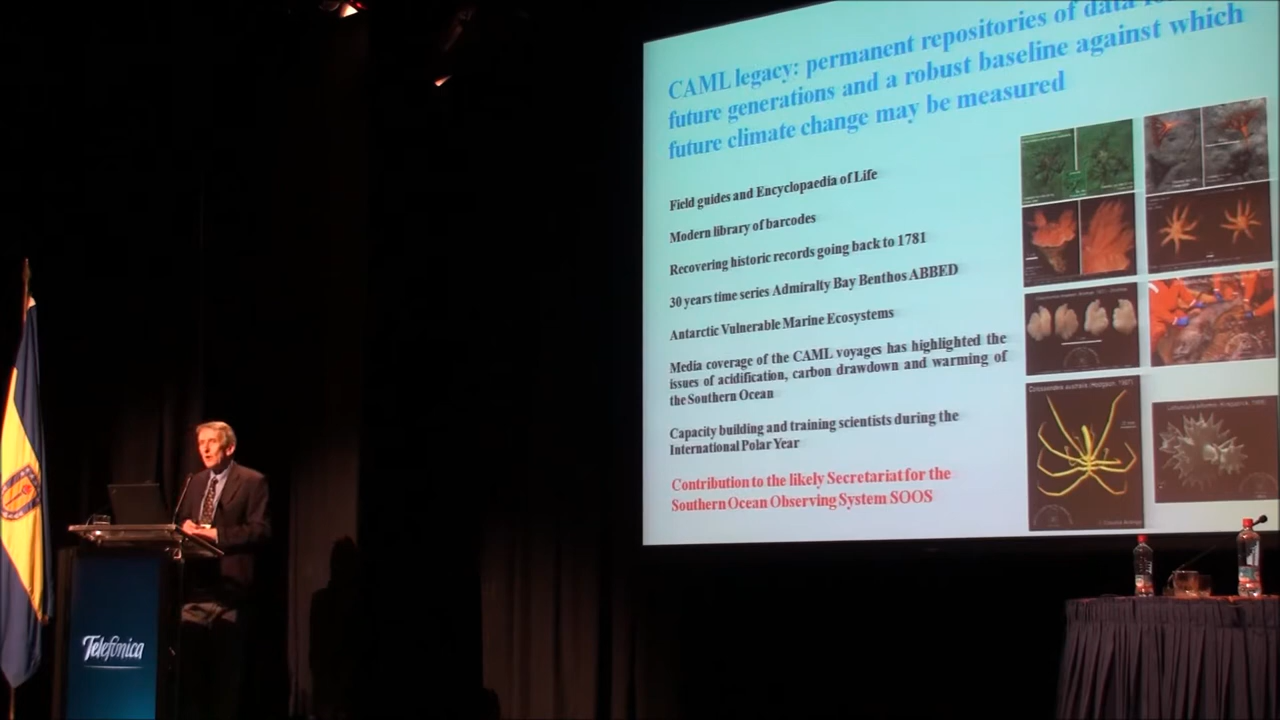 CAML legacy: permanent repositories of data
future generations and a robust baseline against which
future climate change may be measured
Field guides and Encyclopaedia of Life
Modern library of barcodes
Recovering historic records going back to 1781
30 years time series Admiralty Bay Benthos ABBED
Antarctic Vulnerable Marine Ecosystems
Media coverage of the CAML voyages has highlighted the
issues of acidification, carbon drawdown and warming of
the Southern Ocean
Capacity building and training scientists during the
International Polar Year
Contribution to the likely Secretariat for the
Southern Ocean Observing System SOOS
Telefónica